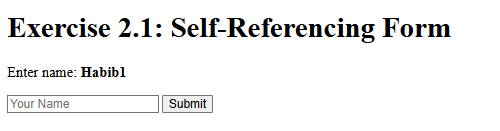 Exercise 2.1: Self-Referencing Form
Enter name: Habib1
Your Name Submit